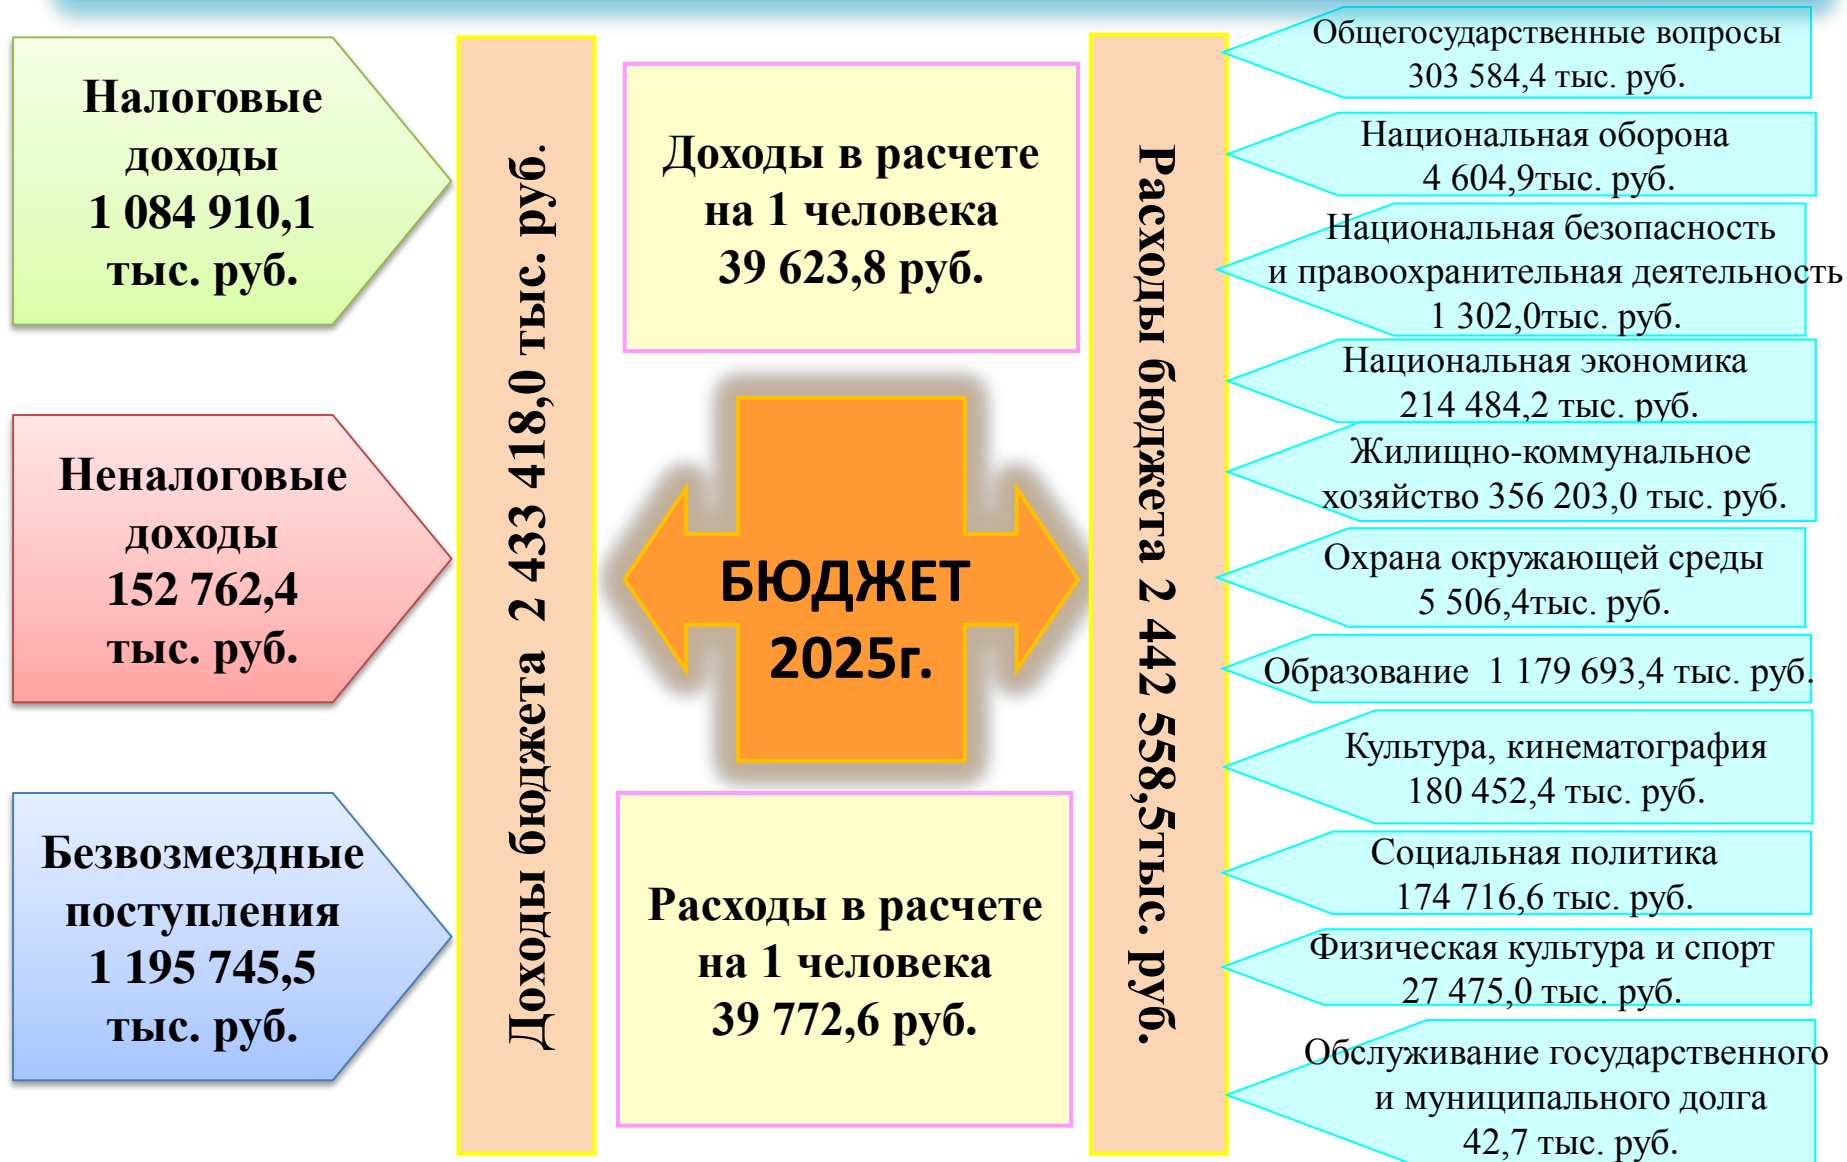 Налоговые
доходы
1 084 910,1
тыс. руб.
Неналоговые
доходы
152 762,4
тыс. руб.
Безвозмездные
поступления
1 195 745,5
тыс. руб.
Доходы бюджета 2 433 418,0 тыс. руб.
Доходы в расчете
на 1 человека
39 623,8 руб.
БЮДЖЕТ
2025г.
Расходы в расчете
на 1 человека
39 772,6 руб.
Расходы бюджета 2 442 558,5тыс. руб.
Общегосударственные вопросы
303 584,4 тыс. руб.
Национальная оборона
4 604,9тыс. руб.
Национальная безопасность
и правоохранительная деятельность
1 302,0тыс. руб.
Национальная экономика
214 484,2 тыс. руб.
Жилищно-коммунальное
хозяйство 356 203,0 тыс. руб.
Охрана окружающей среды
5 506,4тыс. руб.
Образование 1 179 693,4 тыс. руб.
Культура, кинематография
180 452,4 тыс. руб.
Социальная политика
174 716,6 тыс. руб.
Физическая культура и спорт
27 475,0 тыс. руб.
Обслуживание государственного
и муниципального долга
42,7 тыс. руб.